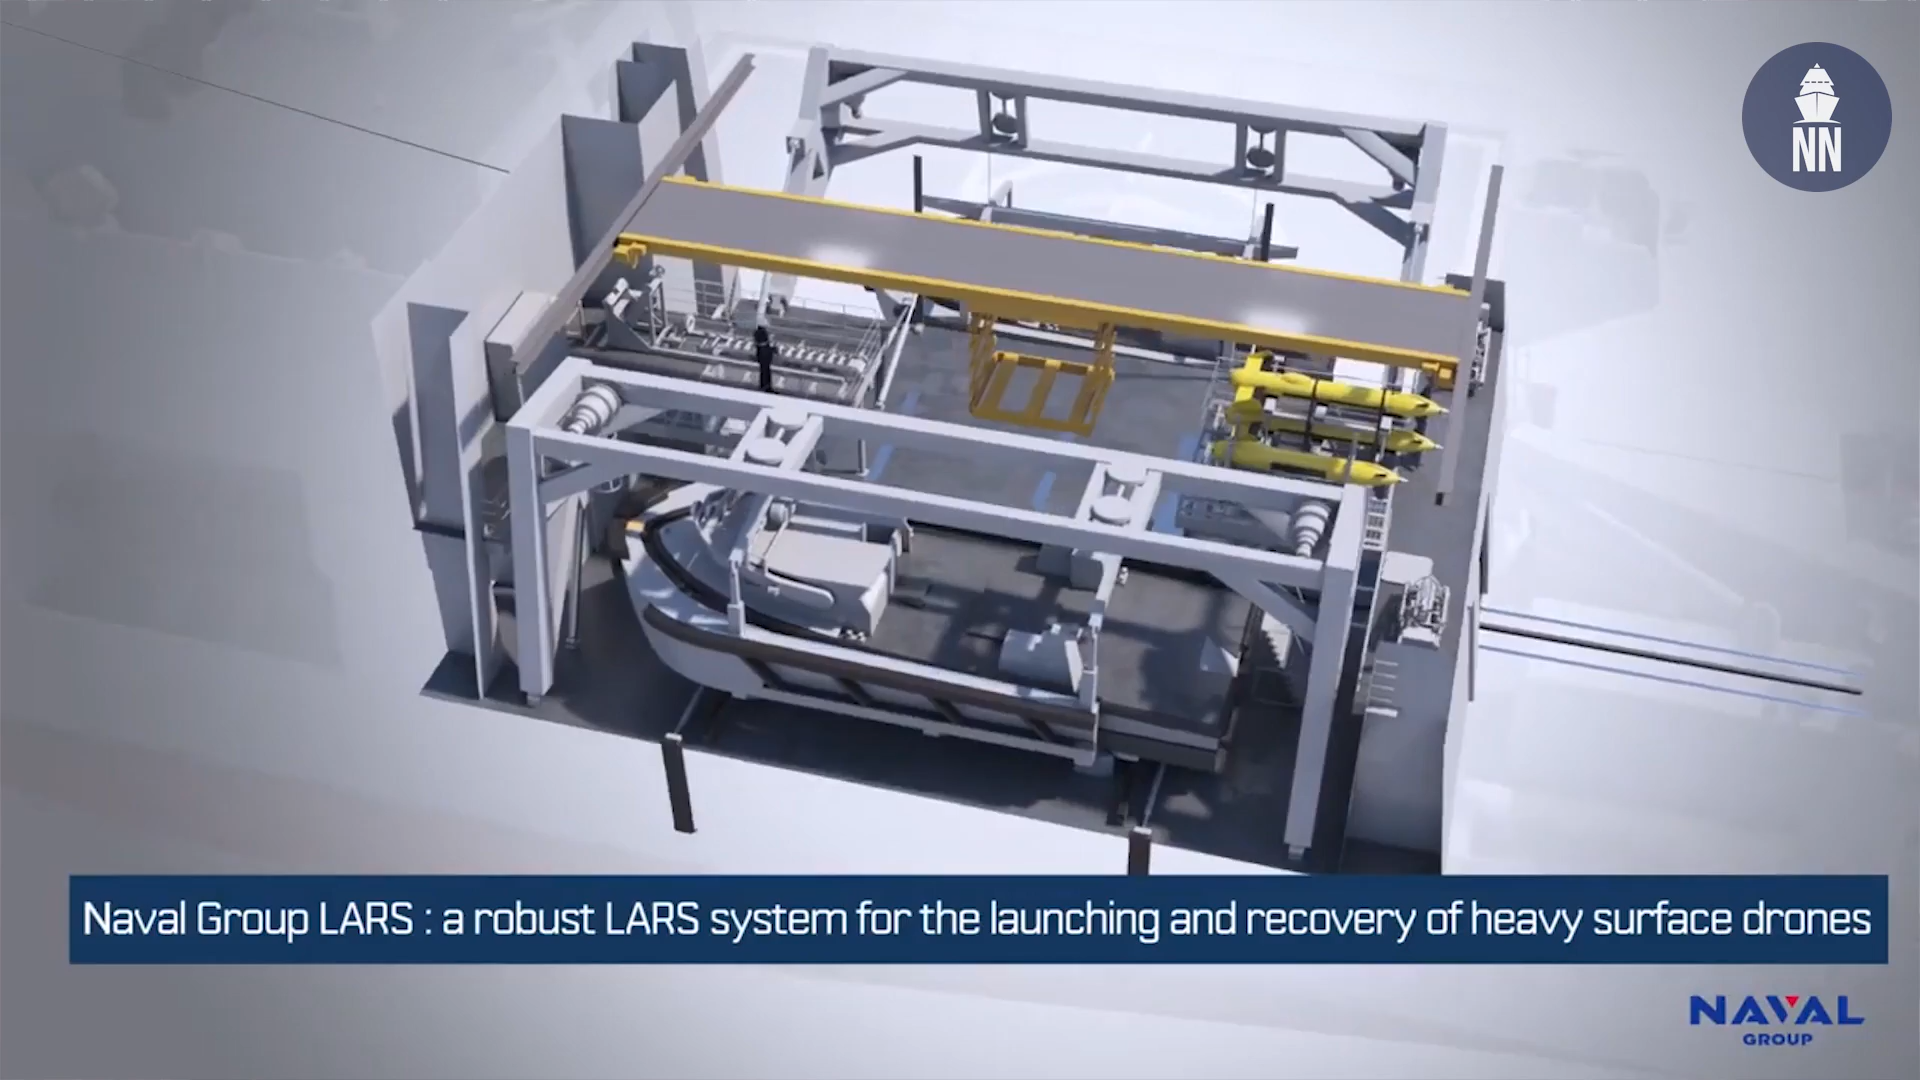 NN
Naval Group LARS : a robust LARS system for the launching and recovery of heavy surface drones
NAVAL
GROUP